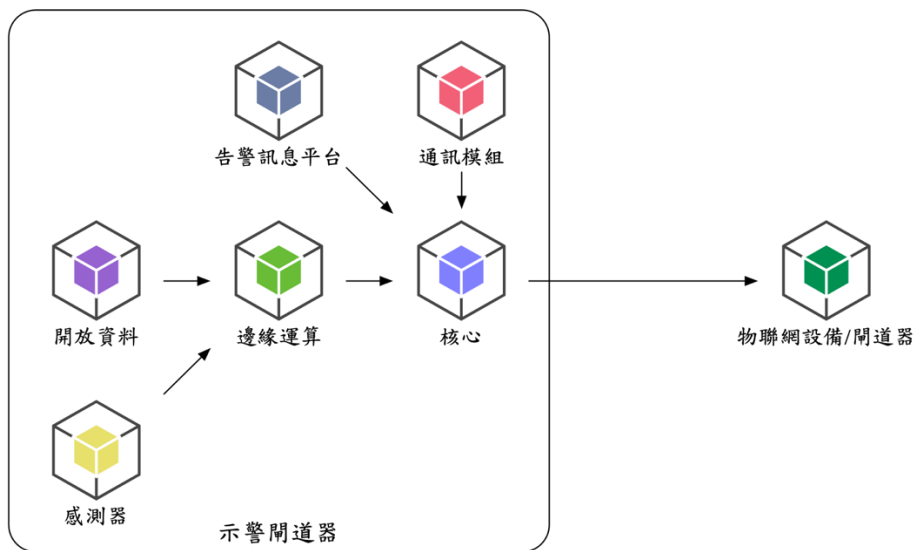 告警訊息平台
通訊模組
開放資料
邊緣運算
核心
物聯網設備/閘道器
感測器
示警閘道器